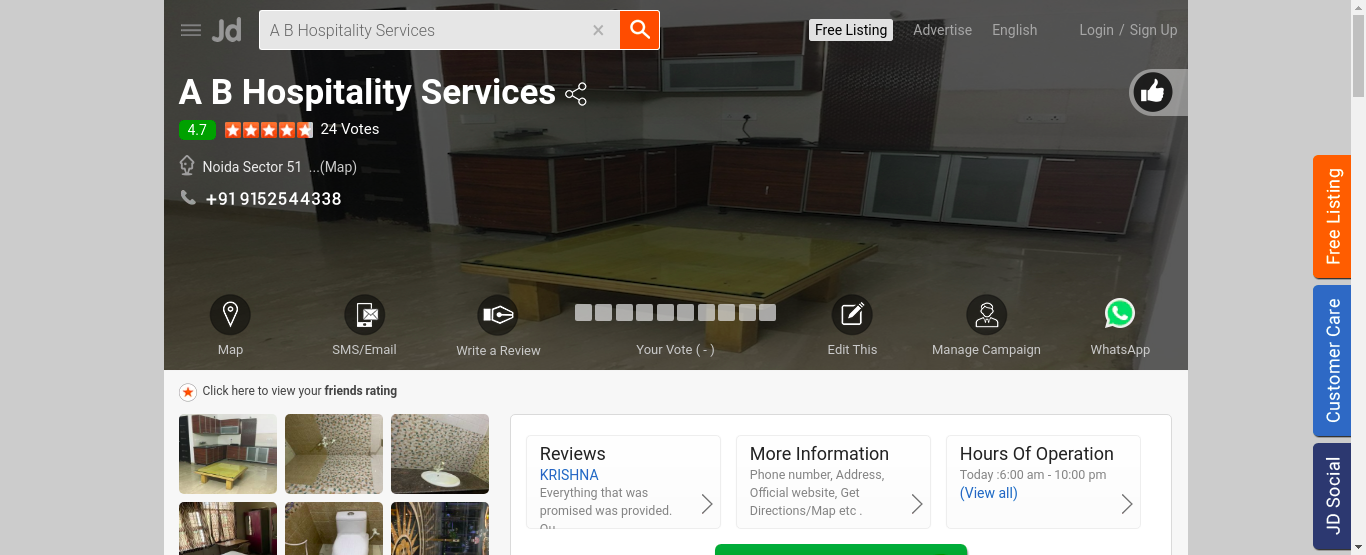 Jd
A B Hospitality Services
Free Listing
Advertise
English
Login / Sign Up
A B Hospitality Services
4.7
24 Votes
Noida Sector 51 ...(Map)
+91 9152544338
Map
SMS/Email
Write a Review
Your Vote ( - )
Edit This
Manage Campaign
WhatsApp
Click here to view your friends rating
Reviews
KRISHNA
Everything that was
promised was provided.
Ou
More Information
Phone number, Address,
Official website, Get
Directions/Map etc .
Hours Of Operation
Today :6:00 am - 10:00 pm
(View all)
Free Listing
Customer Care
JD Social